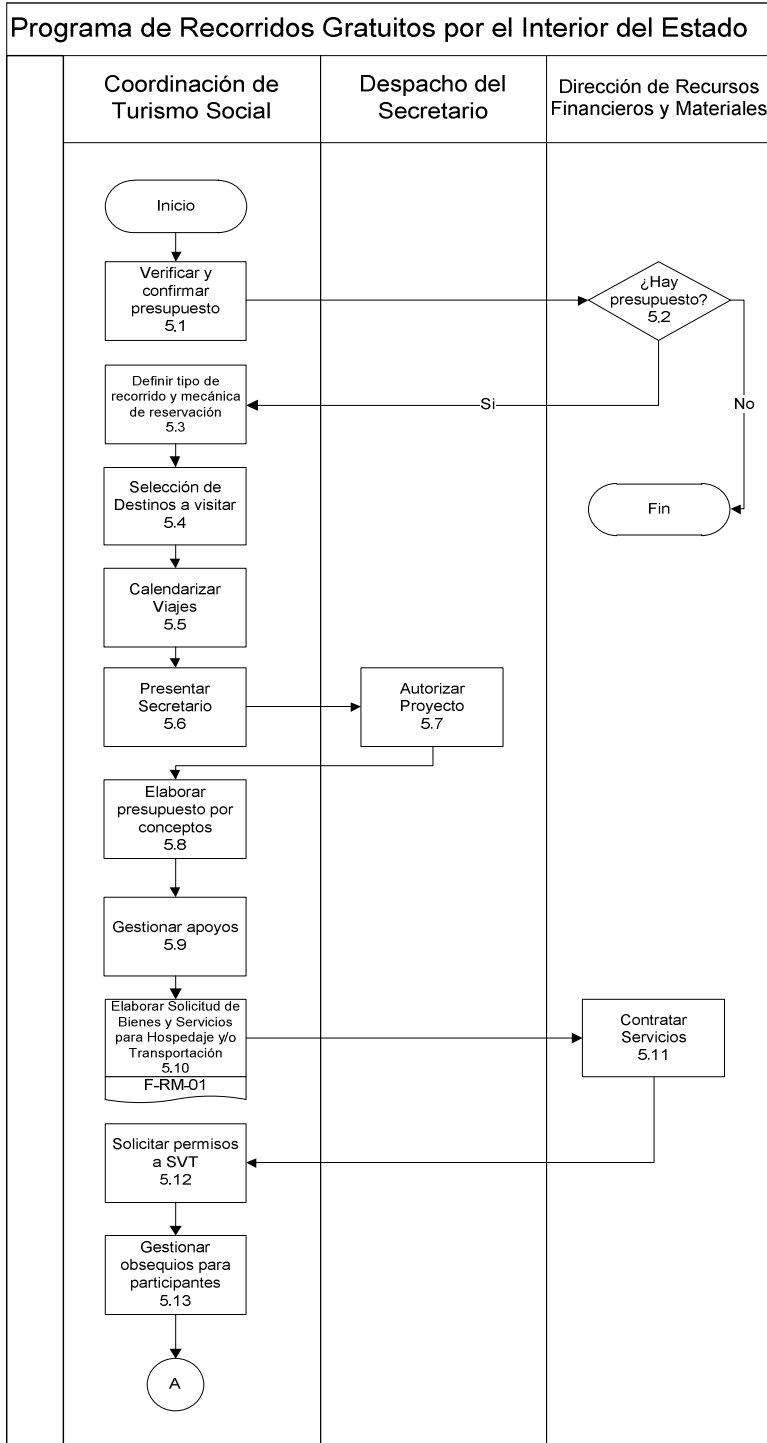 Programa de Recorridos Gratuitos por el Interior del Estado
Coordinación de
Turismo Social
Despacho del
Secretario
Dirección de Recursos
Financieros y Materiales
Inicio
Verificar y
confirmar
presupuesto
5.1
¿Hay
presupuesto?
5.2
Definir tipo de
recorrido y mecánica
de reservación
5.3
Si
No
Selección de
Destinos a visitar
5.4
Fin
Calendarizar
Viajes
5.5
Presentar
Secretario
5.6
Autorizar
Proyecto
5.7
Elaborar
presupuesto por
conceptos
5.8
Gestionar apoyos
5.9
Elaborar Solicitud de
Bienes y Servicios
para Hospedaje y/o
Transportación
5.10
F-RM-01
Contratar
Servicios
5.11
Solicitar permisos
a SVT
5.12
Gestionar
obsequios para
participantes
5.13
A